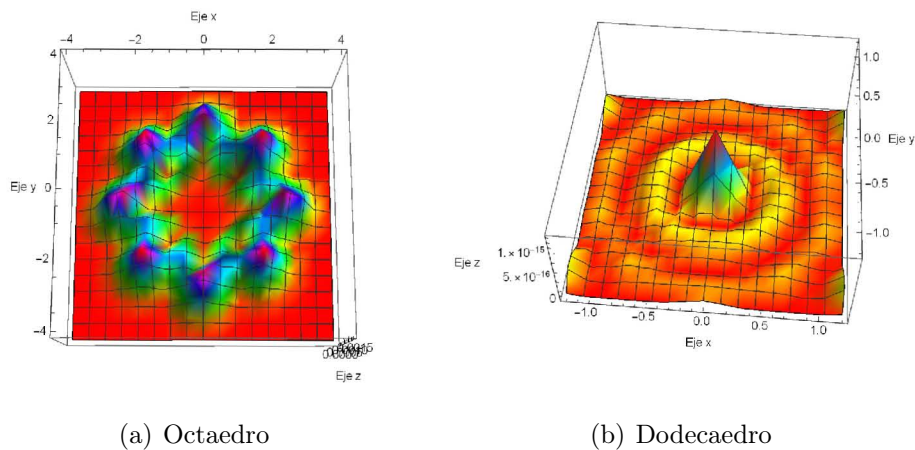 Eje x
−4 −2 0 2 4
4
2
Eje y 0
−2
−4
Eje z
1.0
0.5
0.0 Eje y
−0.5
−1.0
1.×10⁻¹⁵
Eje z
5.×10⁻¹⁶
0
−1.0 −0.5 0.0 0.5 1.0
Eje x
(a) Octaedro
(b) Dodecaedro